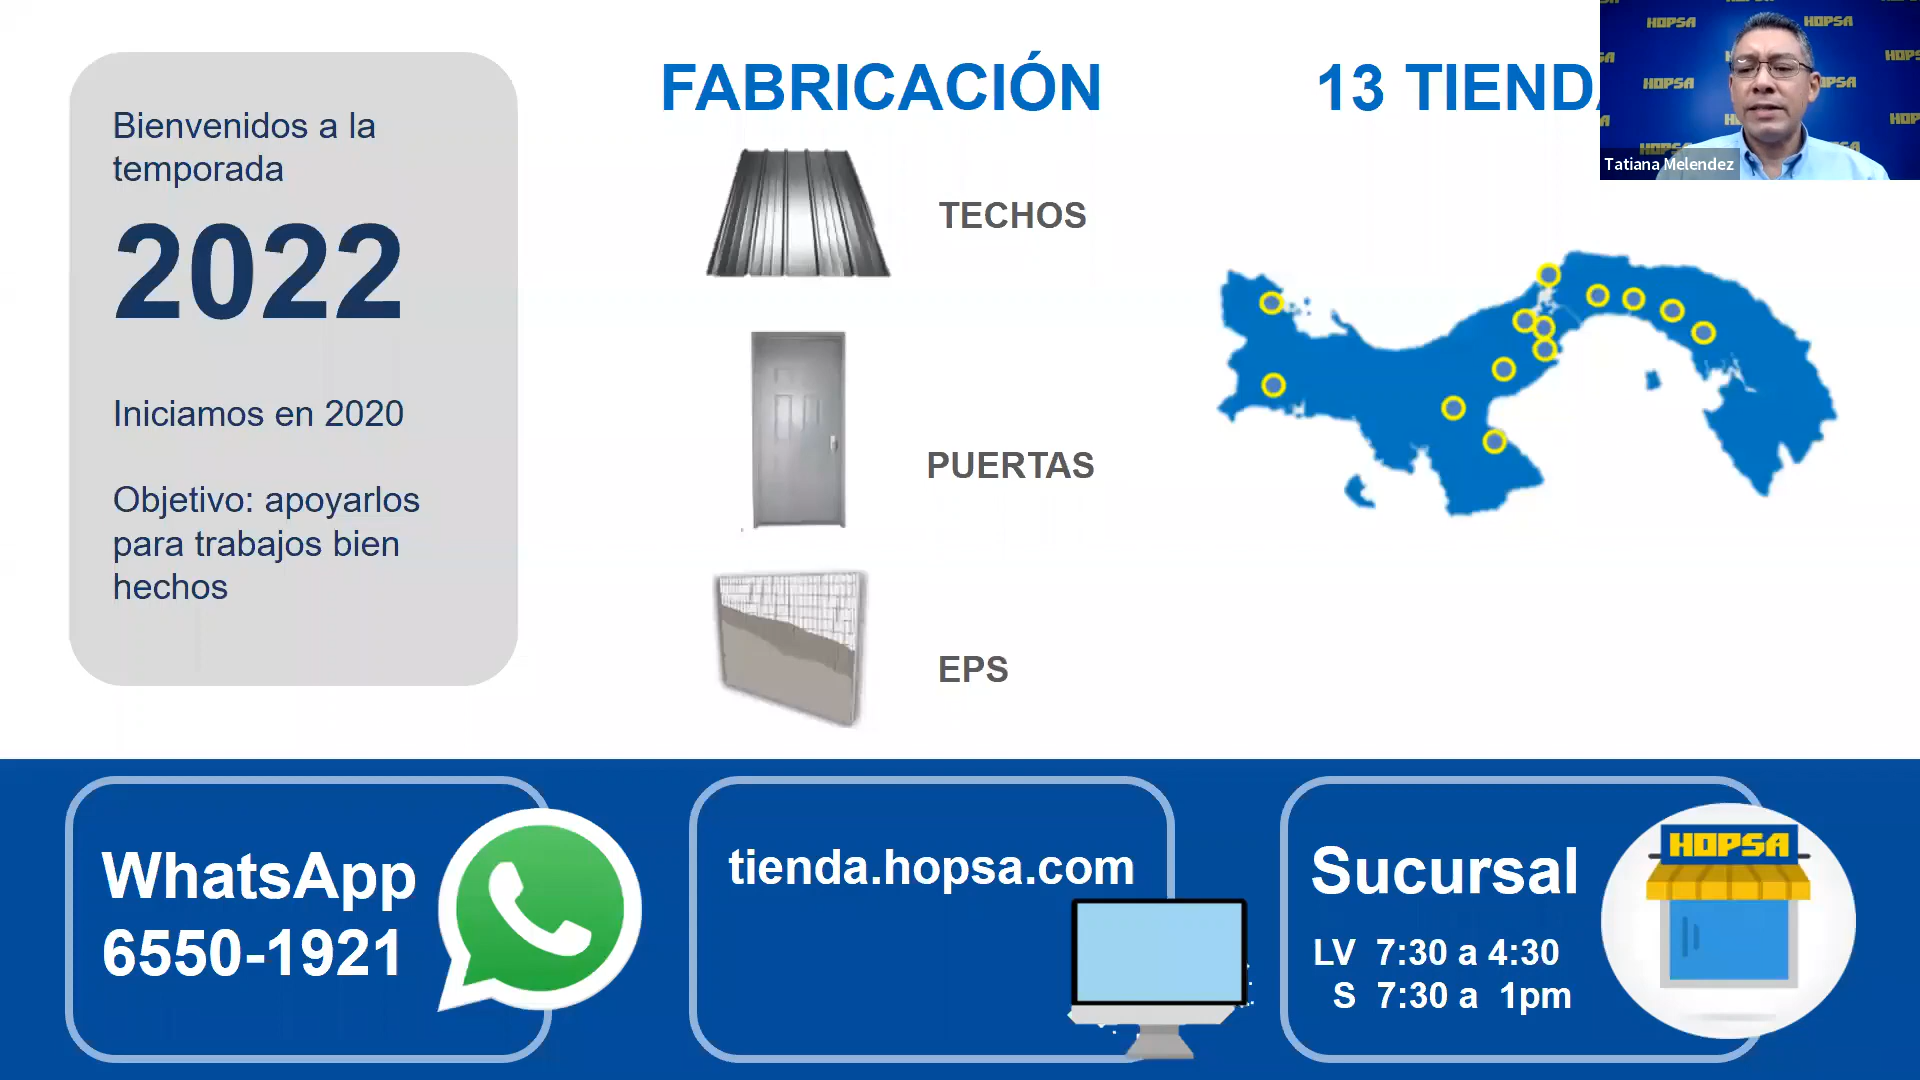 Bienvenidos a la
temporada
2022
Iniciamos en 2020
Objetivo: apoyarlos
para trabajos bien
hechos
FABRICACIÓN
TECHOS
PUERTAS
EPS
13 TIEND
HOPSA
HOPSA
HOPSA
Tatiana Melendez
WhatsApp
6550-1921
tienda.hopsa.com
Sucursal
LV 7:30 a 4:30
S 7:30 a 1pm
HOPSA